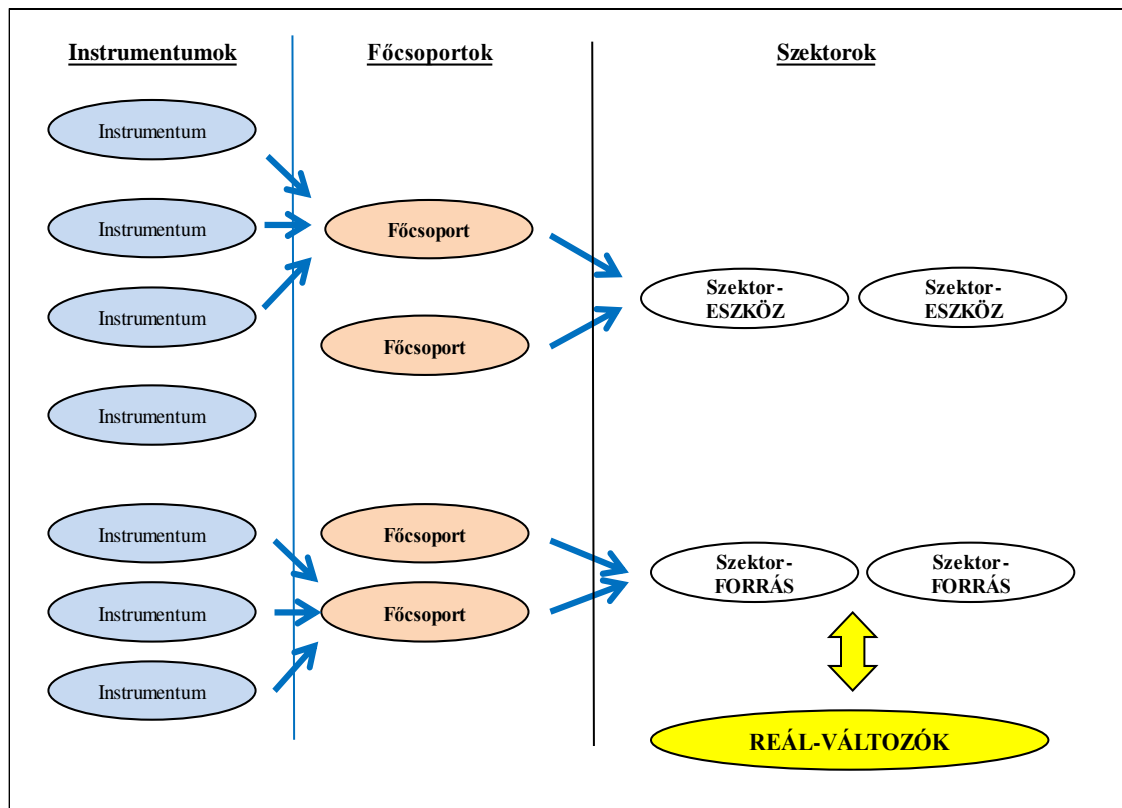 Instrumentumok
Főcsoportok
Szektorok
Instrumentum
Instrumentum
Instrumentum
Instrumentum
Főcsoport
Főcsoport
Szektor-
ESZKÖZ
Szektor-
ESZKÖZ
Instrumentum
Instrumentum
Instrumentum
Főcsoport
Főcsoport
Szektor-
FORRÁS
Szektor-
FORRÁS
REÁL-VÁLTOZÓK